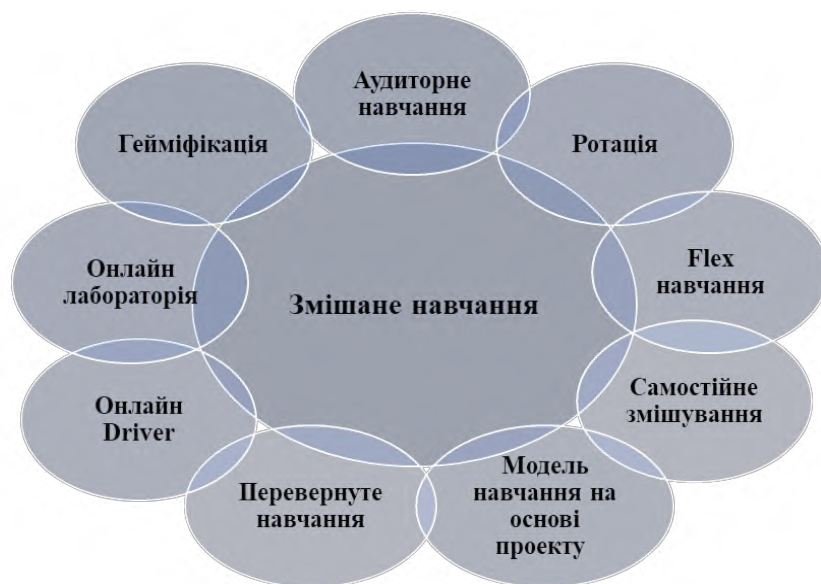 Аудиторне
навчання
Гейміфікація
Ротація
Онлайн
лабораторія
Flex
навчання
Змішане навчання
Самостійне
змішування
Онлайн
Driver
Перевернуте
навчання
Модель
навчання на
основі
проекту